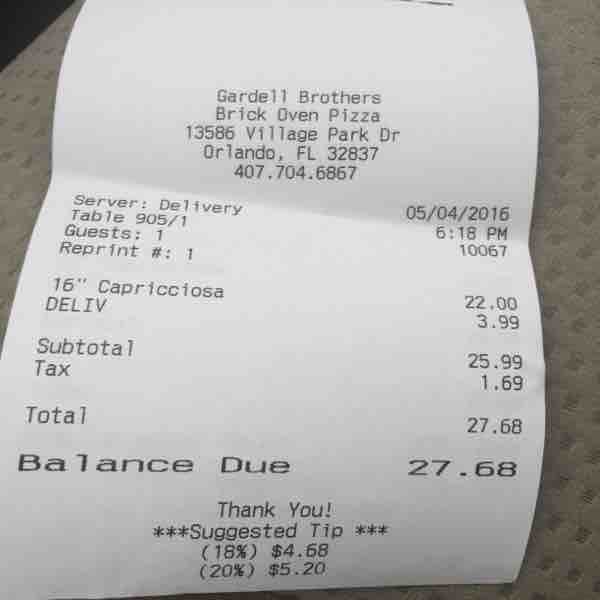 Gardell Brothers
Brick Oven Pizza
13586 Village Park Dr
Orlando, FL 32837
407.704.6867
Server: Delivery 05/04/2016
Table 905/1 6:18 PM
Guests: 1 10067
Reprint #: 1
16" Capricciosa 22.00
DELIV 3.99
Subtotal 25.99
Tax 1.69
Total 27.68
Balance Due 27.68
Thank You!
***Suggested Tip ***
(18%) $4.68
(20%) $5.20